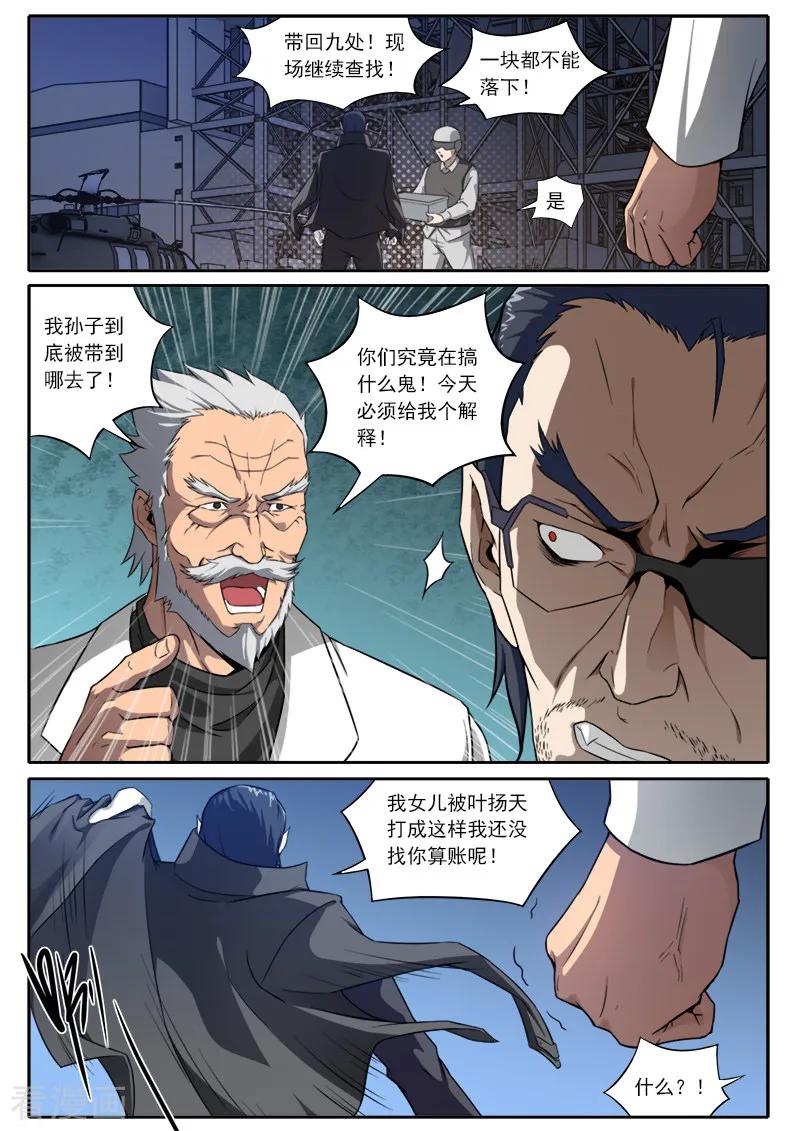 带回九处！现
场继续查找！
一块都不能
落下！
是
我孙子到
底被带到
哪去了！
你们究竟在搞
什么鬼！今天
必须给我个解
释！
我女儿被叶扬天
打成这样我还没
找你算账呢！
什么？！
看漫画